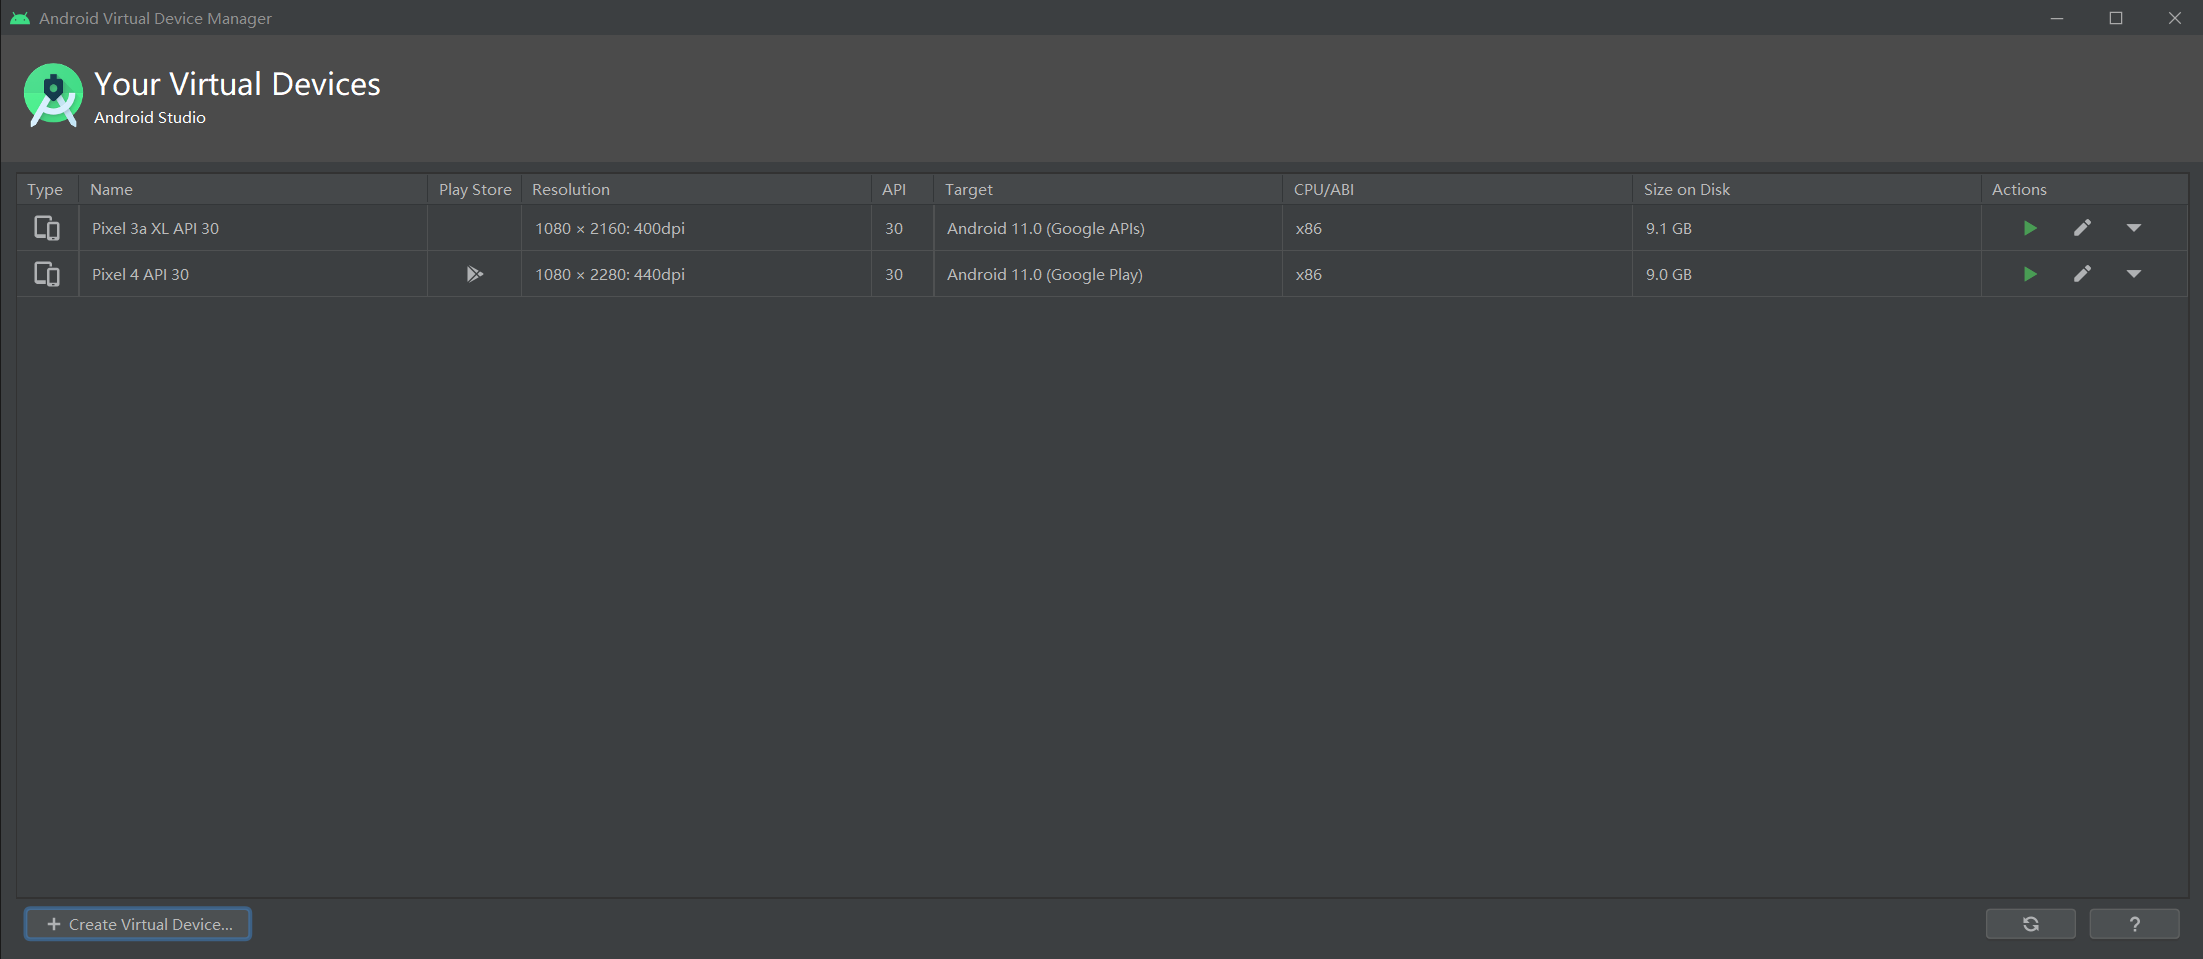 Android Virtual Device Manager
Your Virtual Devices
Android Studio
Type Name Play Store Resolution API Target CPU/ABI Size on Disk Actions
Pixel 3a XL API 30 1080 × 2160: 400dpi 30 Android 11.0 (Google APIs) x86 9.1 GB
Pixel 4 API 30 1080 × 2280: 440dpi 30 Android 11.0 (Google Play) x86 9.0 GB
+ Create Virtual Device... ?